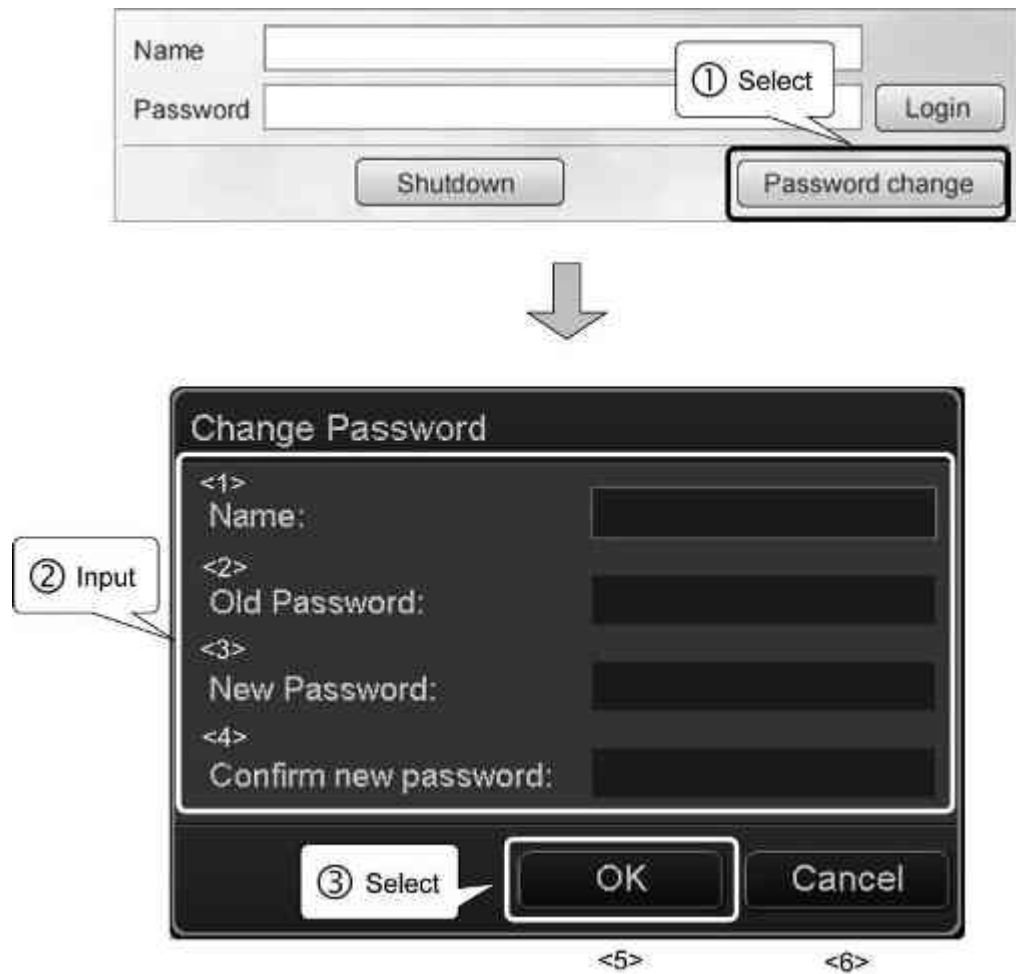 Name
① Select
Password
Login
Shutdown
Password change
Change Password
<1>
Name:
② Input
<2>
Old Password:
<3>
New Password:
<4>
Confirm new password:
③ Select
OK
Cancel
<5>
<6>